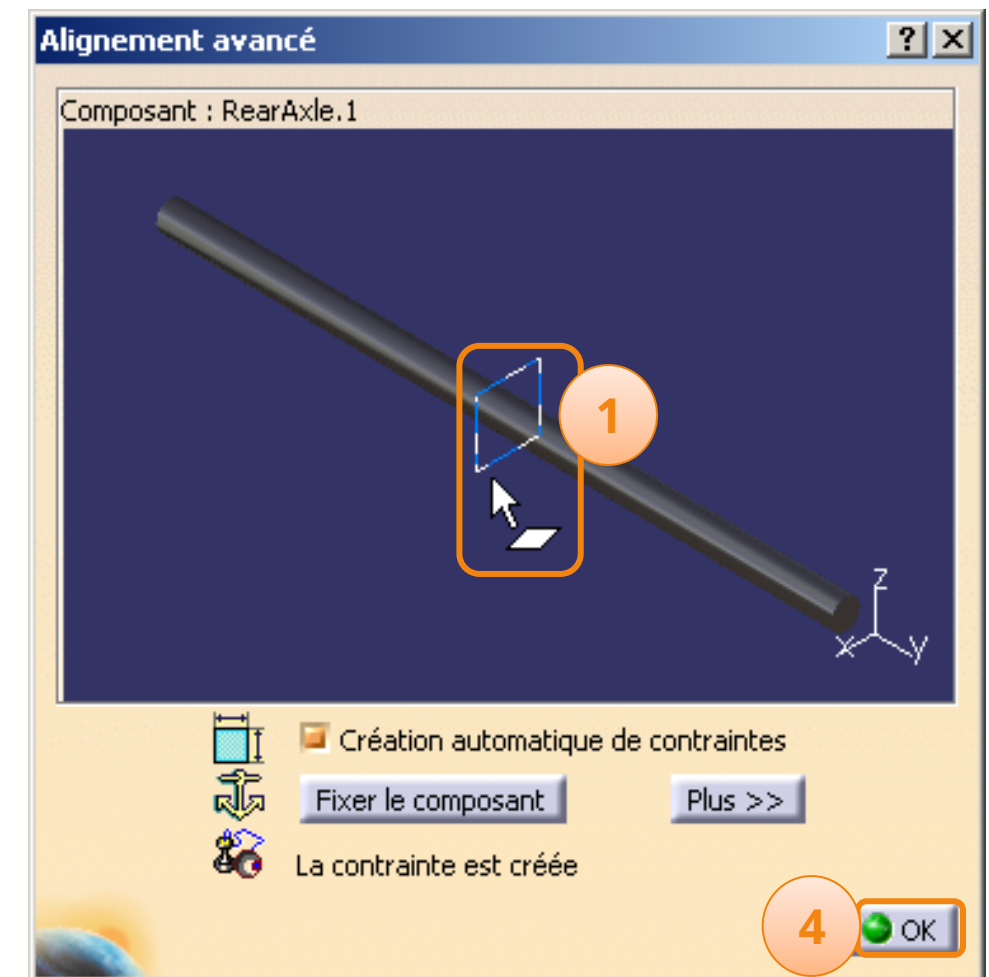 Alignement avancé
Composant : RearAxle.1
1
z
x y
Création automatique de contraintes
Fixer le composant Plus >>
La contrainte est créée
4 OK